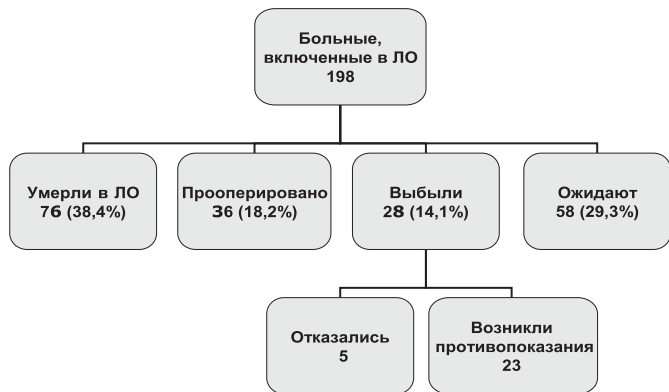 Больные,
включенные в ЛО
198
Умерли в ЛО
76 (38,4%)
Прооперировано
36 (18,2%)
Выбыли
28 (14,1%)
Ожидают
58 (29,3%)
Отказались
5
Возникли
противопоказания
23